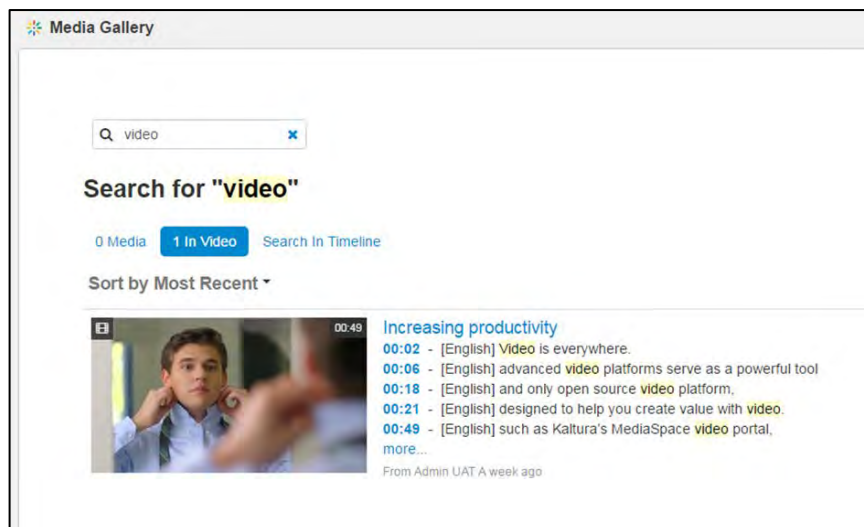 Media Gallery
video
Search for "video"
0 Media 1 In Video Search In Timeline
Sort by Most Recent
00:49
Increasing productivity
00:02 - [English] Video is everywhere.
00:06 - [English] advanced video platforms serve as a powerful tool
00:18 - [English] and only open source video platform,
00:21 - [English] designed to help you create value with video.
00:49 - [English] such as Kaltura's MediaSpace video portal,
more...
From Admin UAT A week ago